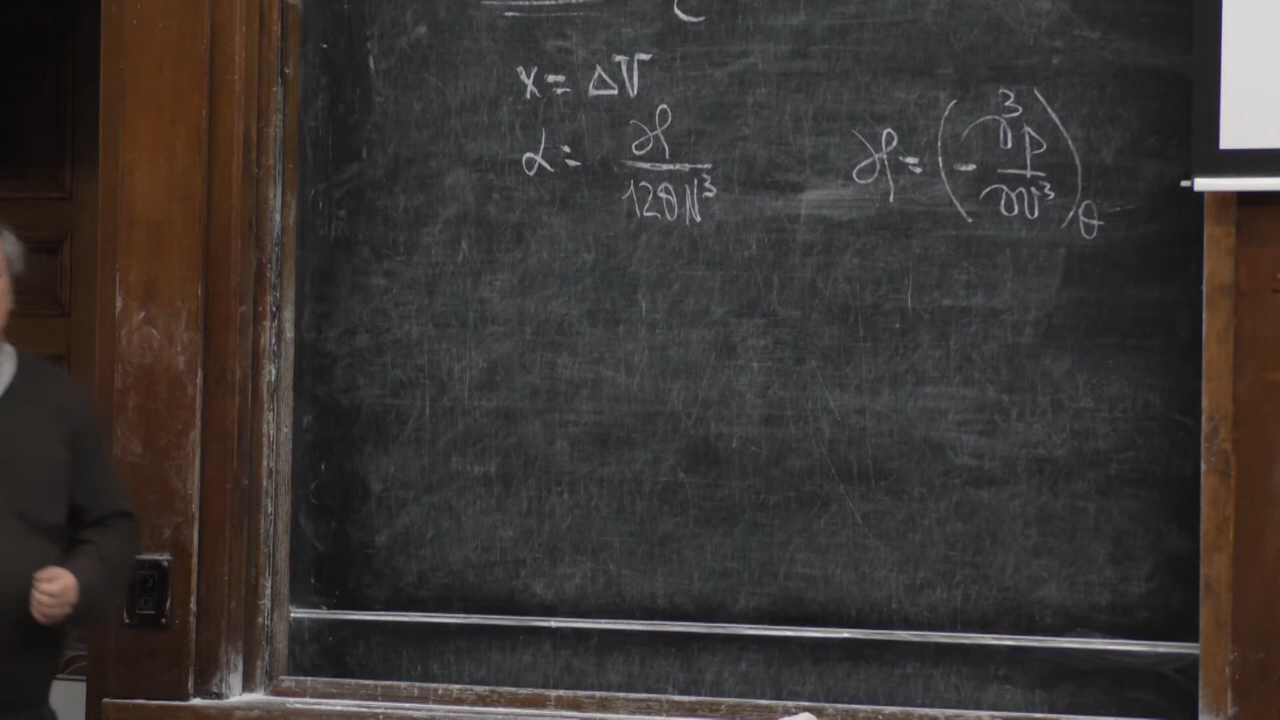 x = ΔV
α = ϰ / 128N³
ϰ = (- ∂³p / ∂v³)θ